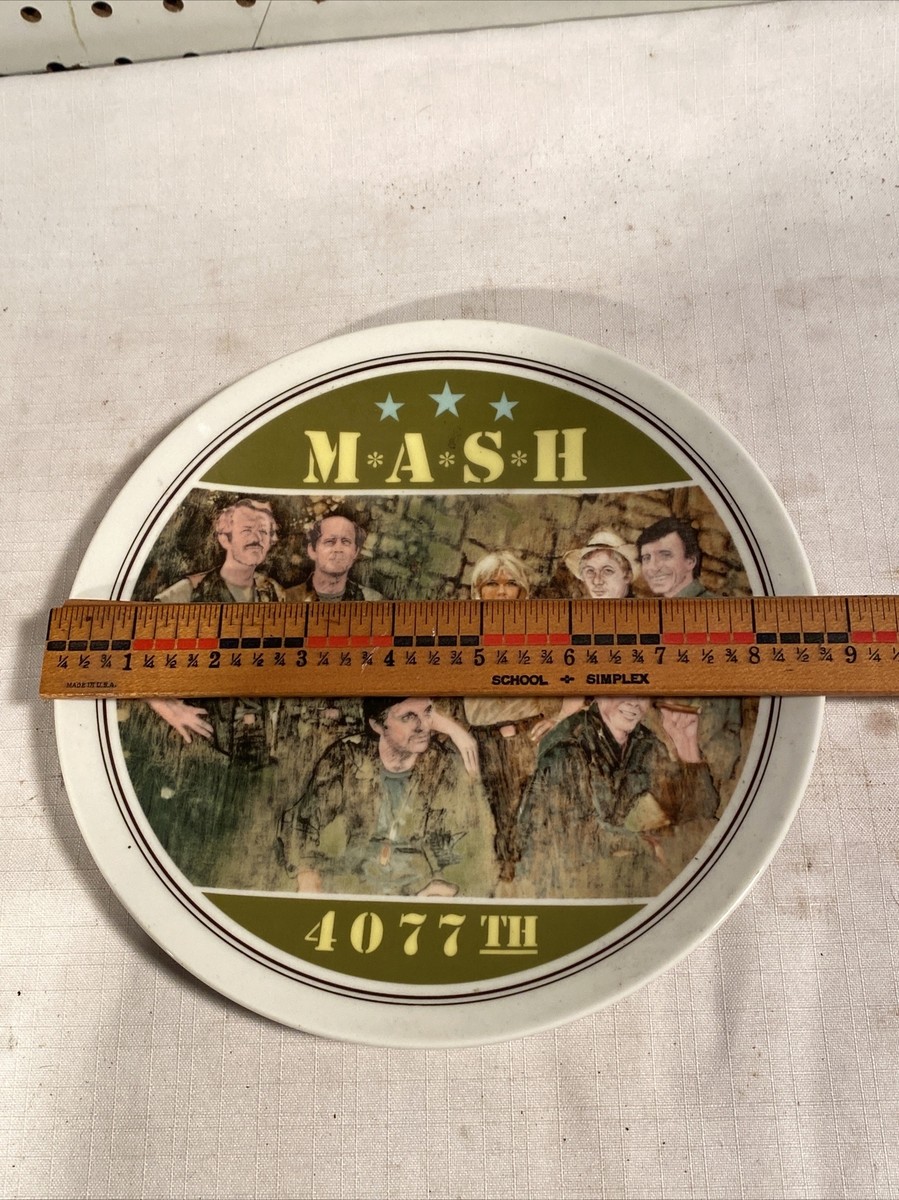 M*A*S*H
¼ ½ ¾ 1 ¼ ½ ¾ 2 ¼ ½ ¾ 3 ¼ ½ ¾ 4 ¼ ½ ¾ 5 ¼ ½ ¾ 6 ¼ ½ ¾ 7 ¼ ½ ¾ 8 ¼ ½ ¾ 9 ¼
MADE IN U.K. SCHOOL SIMPLEX
4077TH